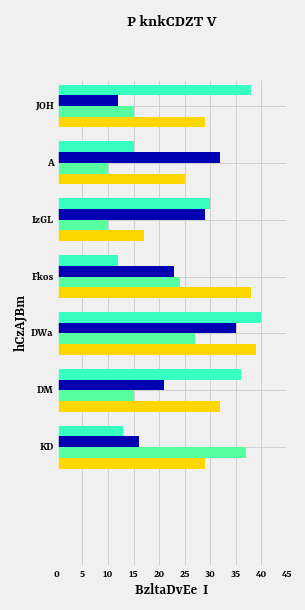 P knkCDZT V
JOH
A
IzGL
Fkos
DWa
DM
KD
hCzAJBm
0 5 10 15 20 25 30 35 40 45
BzltaDvEe I